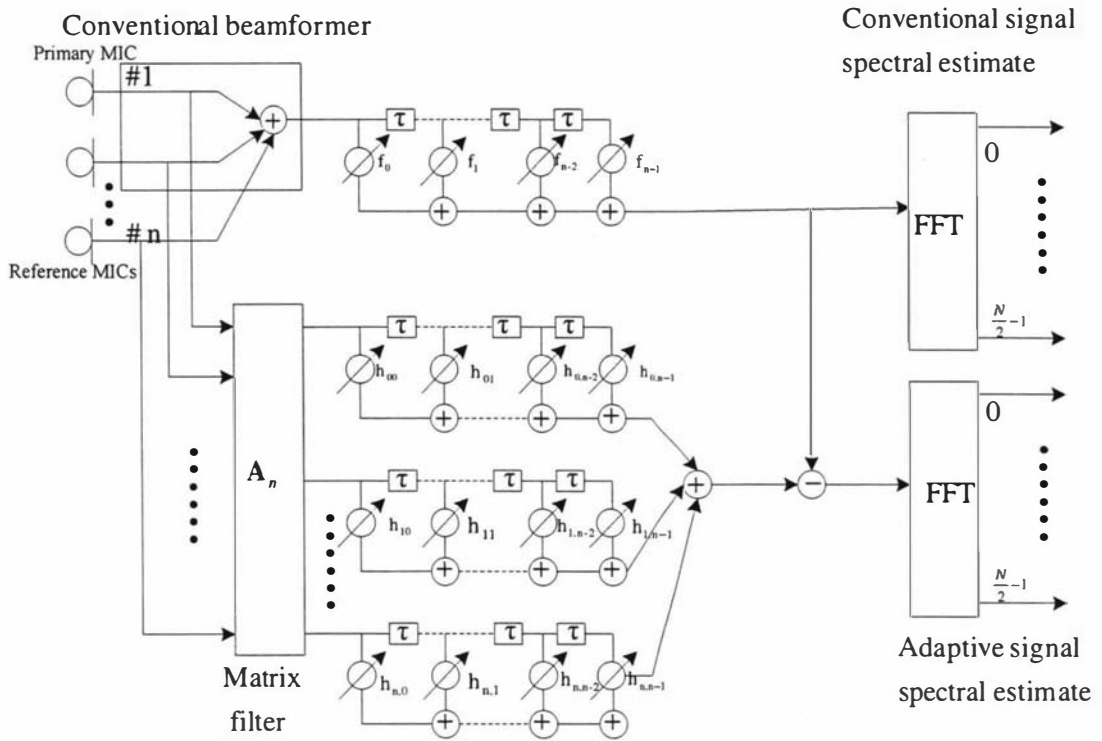 Conventional beamformer
Primary MIC
#1
# n
Reference MICs
+
τ τ τ
f₀ f₁ fₙ₋₂ fₙ₋₁
+ + +
Conventional signal
spectral estimate
FFT
0
N/2 −1
Aₙ
Matrix
filter
τ τ τ
h₀₀ h₀₁ h₀,ₙ₋₂ h₀,ₙ₋₁
+ + +
τ τ τ
h₁₀ h₁₁ h₁,ₙ₋₂ h₁,ₙ₋₁
+ + +
τ τ τ
hₙ,₀ hₙ,₁ hₙ,ₙ₋₂ hₙ,ₙ₋₁
+ + +
+
−
FFT
0
N/2 −1
Adaptive signal
spectral estimate